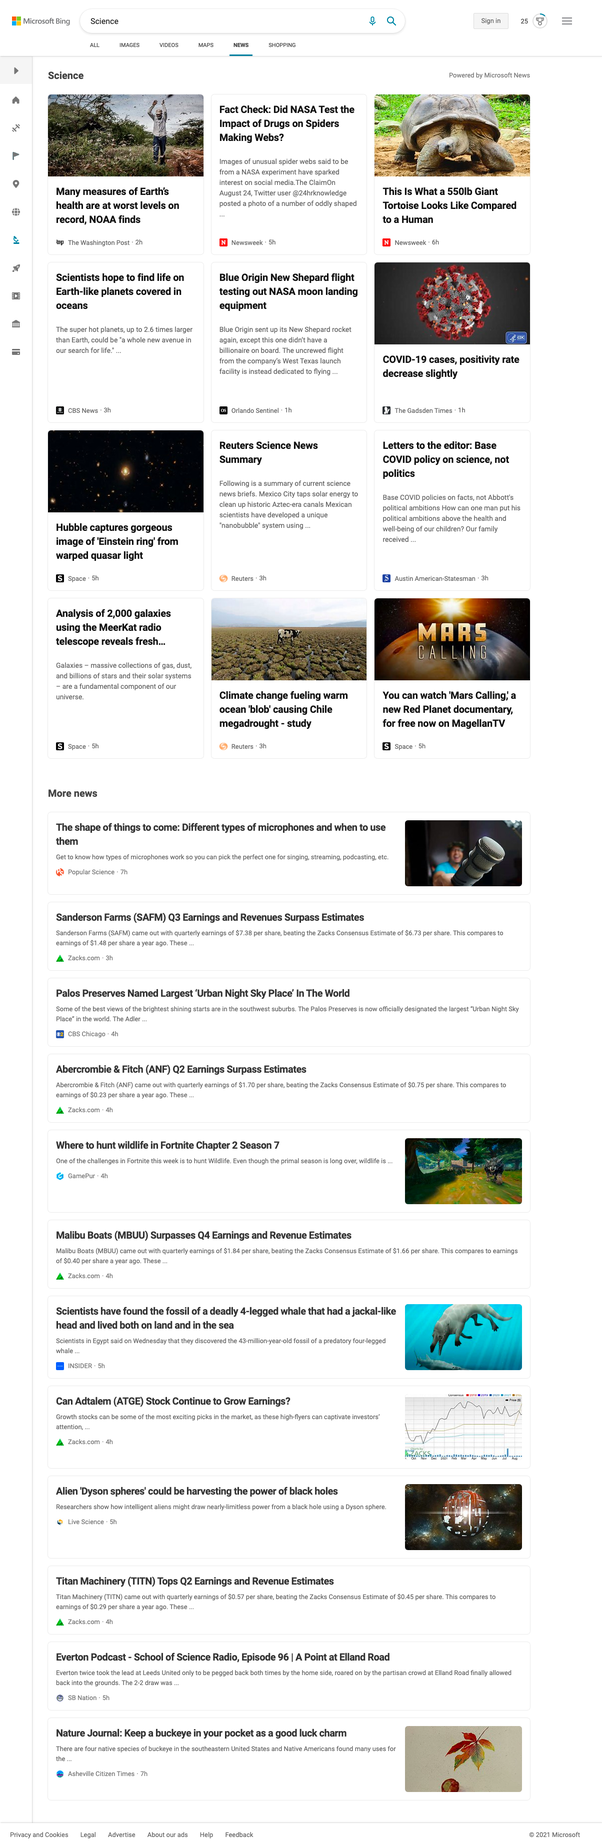 Microsoft Bing
Science
Sign in
25
ALL
IMAGES
VIDEOS
MAPS
NEWS
SHOPPING
Science
Powered by Microsoft News
Many measures of Earth's
health are at worst levels on
record, NOAA finds
wp The Washington Post · 2h
Fact Check: Did NASA Test the
Impact of Drugs on Spiders
Making Webs?
Images of unusual spider webs said to be
from a NASA experiment have sparked
interest on social media.The ClaimOn
August 24, Twitter user @24hrknowledge
posted a photo of a number of oddly shaped
...
N Newsweek · 5h
This Is What a 550lb Giant
Tortoise Looks Like Compared
to a Human
N Newsweek · 6h
Scientists hope to find life on
Earth-like planets covered in
oceans
The super hot planets, up to 2.6 times larger
than Earth, could be "a whole new avenue in
our search for life." ...
CBS News · 3h
Blue Origin New Shepard flight
testing out NASA moon landing
equipment
Blue Origin sent up its New Shepard rocket
again, except this one didn't have a
billionaire on board. The uncrewed flight
from the company's West Texas launch
facility is instead dedicated to flying ...
OS Orlando Sentinel · 1h
CDC
COVID-19 cases, positivity rate
decrease slightly
The Gadsden Times · 1h
Hubble captures gorgeous
image of 'Einstein ring' from
warped quasar light
S Space · 5h
Reuters Science News
Summary
Following is a summary of current science
news briefs. Mexico City taps solar energy to
clean up historic Aztec-era canals Mexican
scientists have developed a unique
"nanobubble" system using ...
Reuters · 3h
Letters to the editor: Base
COVID policy on science, not
politics
Base COVID policies on facts, not Abbott's
political ambitions How can one man put his
political ambitions above the health and
well-being of our children? Our family
received ...
Austin American-Statesman · 3h
Analysis of 2,000 galaxies
using the MeerKat radio
telescope reveals fresh...
Galaxies – massive collections of gas, dust,
and billions of stars and their solar systems
– are a fundamental component of our
universe.
S Space · 5h
Climate change fueling warm
ocean 'blob' causing Chile
megadrought - study
Reuters · 3h
MARS
CALLING
You can watch 'Mars Calling,' a
new Red Planet documentary,
for free now on MagellanTV
S Space · 5h
More news
The shape of things to come: Different types of microphones and when to use
them
Get to know how types of microphones work so you can pick the perfect one for singing, streaming, podcasting, etc.
Popular Science · 7h
Sanderson Farms (SAFM) Q3 Earnings and Revenues Surpass Estimates
Sanderson Farms (SAFM) came out with quarterly earnings of $7.38 per share, beating the Zacks Consensus Estimate of $6.73 per share. This compares to
earnings of $1.48 per share a year ago. These ...
Zacks.com · 3h
Palos Preserves Named Largest 'Urban Night Sky Place' In The World
Some of the best views of the brightest shining starts are in the southwest suburbs. The Palos Preserves is now officially designated the largest "Urban Night Sky
Place" in the world. The Adler ...
CBS Chicago · 4h
Abercrombie & Fitch (ANF) Q2 Earnings Surpass Estimates
Abercrombie & Fitch (ANF) came out with quarterly earnings of $1.70 per share, beating the Zacks Consensus Estimate of $0.75 per share. This compares to
earnings of $0.23 per share a year ago. These ...
Zacks.com · 4h
Where to hunt wildlife in Fortnite Chapter 2 Season 7
One of the challenges in Fortnite this week is to hunt Wildlife. Even though the primal season is long over, wildlife is ...
GamePur · 4h
Malibu Boats (MBUU) Surpasses Q4 Earnings and Revenue Estimates
Malibu Boats (MBUU) came out with quarterly earnings of $1.84 per share, beating the Zacks Consensus Estimate of $1.66 per share. This compares to earnings
of $0.40 per share a year ago. These ...
Zacks.com · 4h
Scientists have found the fossil of a deadly 4-legged whale that had a jackal-like
head and lived both on land and in the sea
Scientists in Egypt said on Wednesday that they discovered the 43-million-year-old fossil of a predatory four-legged
whale ...
INSIDER · 5h
Can Adtalem (ATGE) Stock Continue to Grow Earnings?
Growth stocks can be some of the most exciting picks in the market, as these high-flyers can captivate investors'
attention, ...
Zacks.com · 4h
Alien 'Dyson spheres' could be harvesting the power of black holes
Researchers show how intelligent aliens might draw nearly-limitless power from a black hole using a Dyson sphere.
Live Science · 5h
Titan Machinery (TITN) Tops Q2 Earnings and Revenue Estimates
Titan Machinery (TITN) came out with quarterly earnings of $0.57 per share, beating the Zacks Consensus Estimate of $0.45 per share. This compares to
earnings of $0.29 per share a year ago. These ...
Zacks.com · 4h
Everton Podcast - School of Science Radio, Episode 96 | A Point at Elland Road
Everton twice took the lead at Leeds United only to be pegged back both times by the home side, roared on by the partisan crowd at Elland Road finally allowed
back into the grounds. The 2-2 draw was ...
SB Nation · 5h
Nature Journal: Keep a buckeye in your pocket as a good luck charm
There are four native species of buckeye in the southeastern United States and Native Americans found many uses for
the ...
Asheville Citizen Times · 7h
Privacy and Cookies
Legal
Advertise
About our ads
Help
Feedback
© 2021 Microsoft